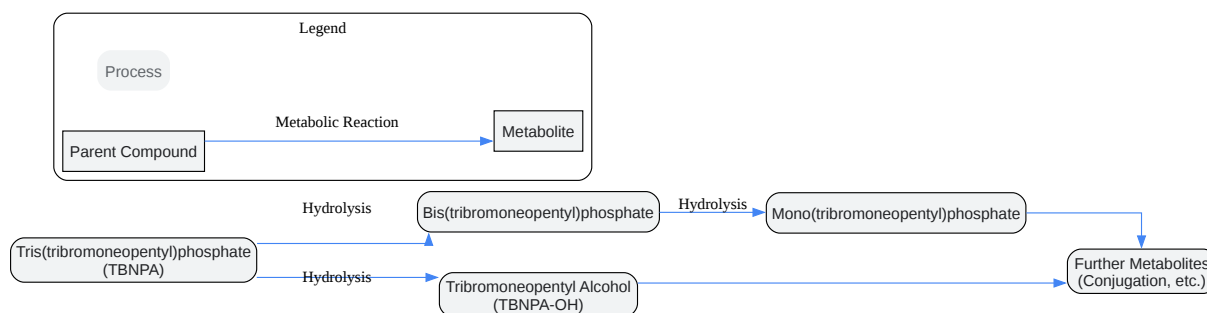 Legend
Process
Metabolic Reaction
Parent Compound
Metabolite
Hydrolysis
Bis(tribromoneopentyl)phosphate
Hydrolysis
Mono(tribromoneopentyl)phosphate
Tris(tribromoneopentyl)phosphate
(TBNPA)
Hydrolysis
Tribromoneopentyl Alcohol
(TBNPA-OH)
Further Metabolites
(Conjugation, etc.)